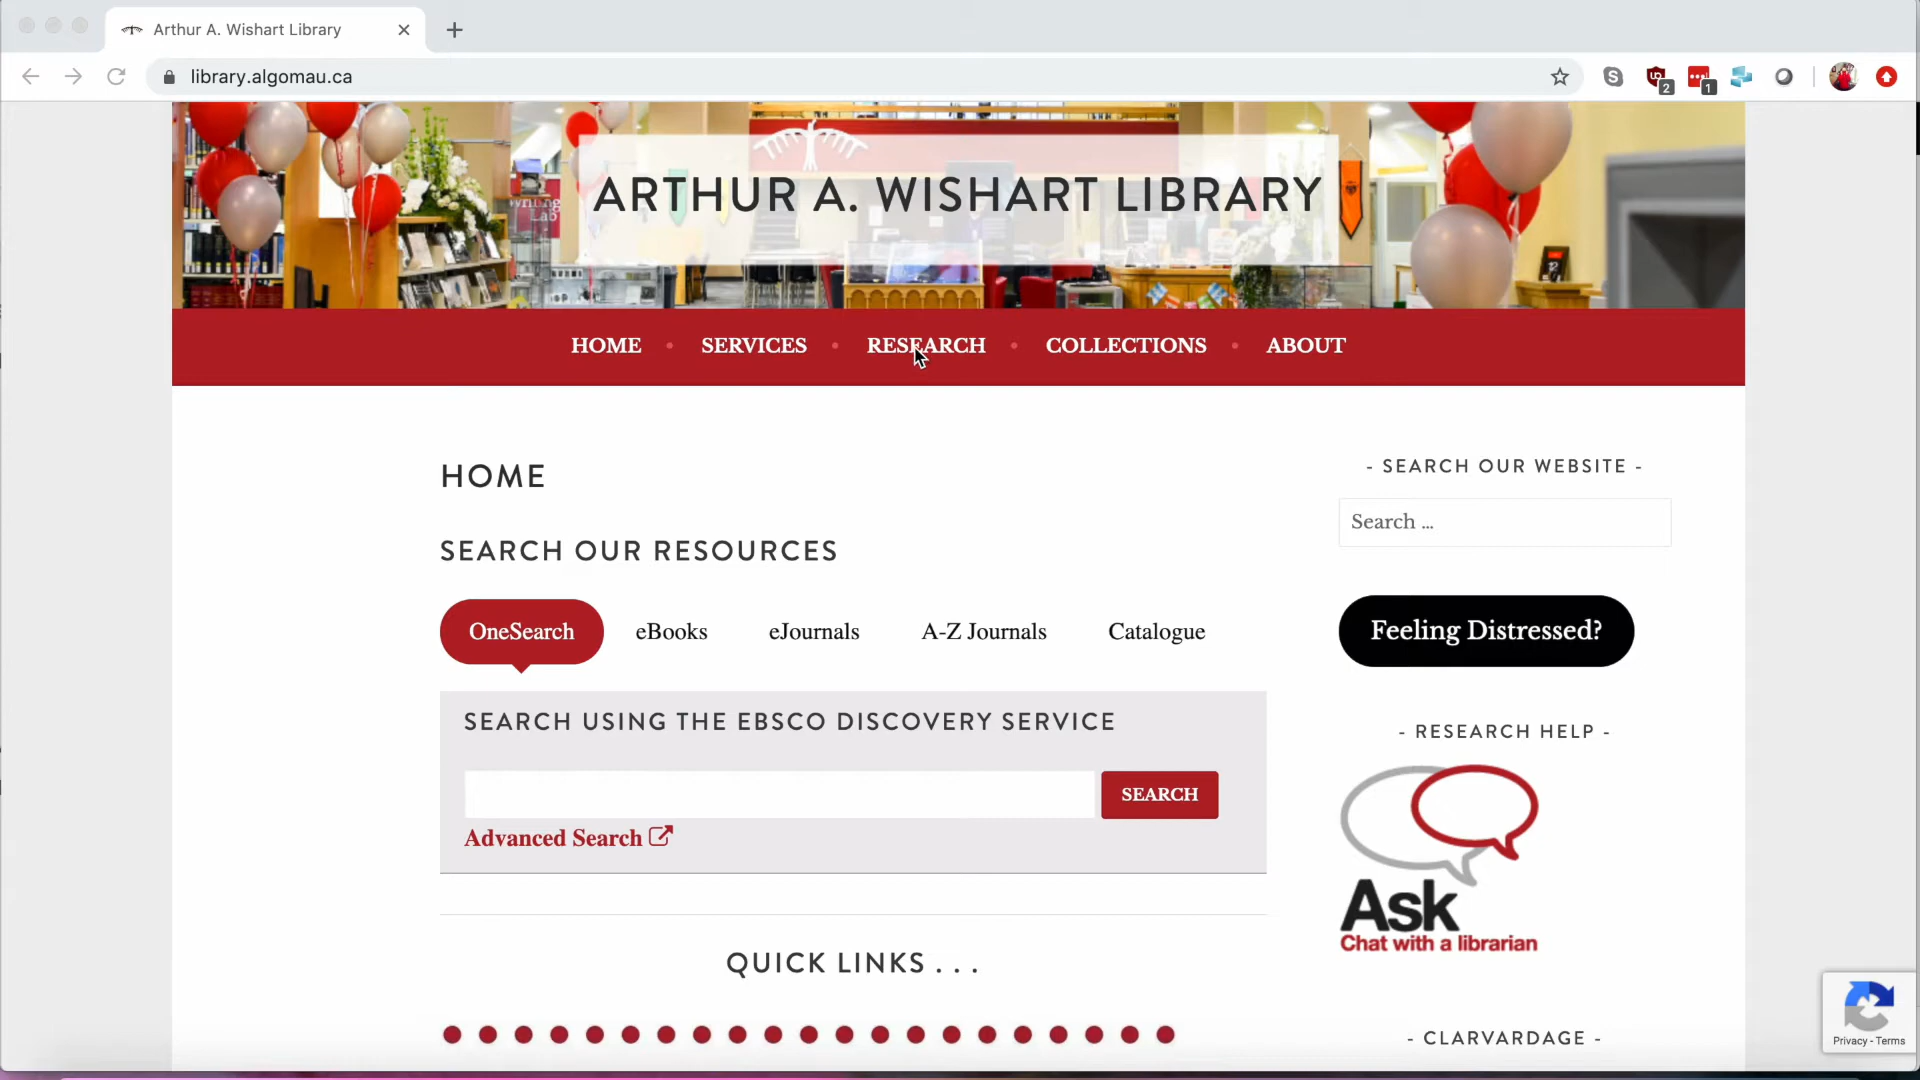 Arthur A. Wishart Library
library.algomau.ca
2
1
ARTHUR A. WISHART LIBRARY
HOME • SERVICES • RESEARCH • COLLECTIONS • ABOUT
HOME
SEARCH OUR RESOURCES
OneSearch eBooks eJournals A-Z Journals Catalogue
SEARCH USING THE EBSCO DISCOVERY SERVICE
SEARCH
Advanced Search
QUICK LINKS . . .
- SEARCH OUR WEBSITE -
Search ...
Feeling Distressed?
- RESEARCH HELP -
Ask
Chat with a librarian
- CLARVARDAGE -
Privacy - Terms